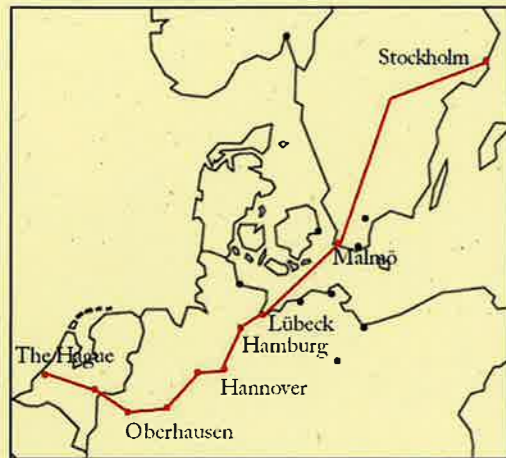 Stockholm
Malmö
Lübeck
Hamburg
The Hague
Hannover
Oberhausen